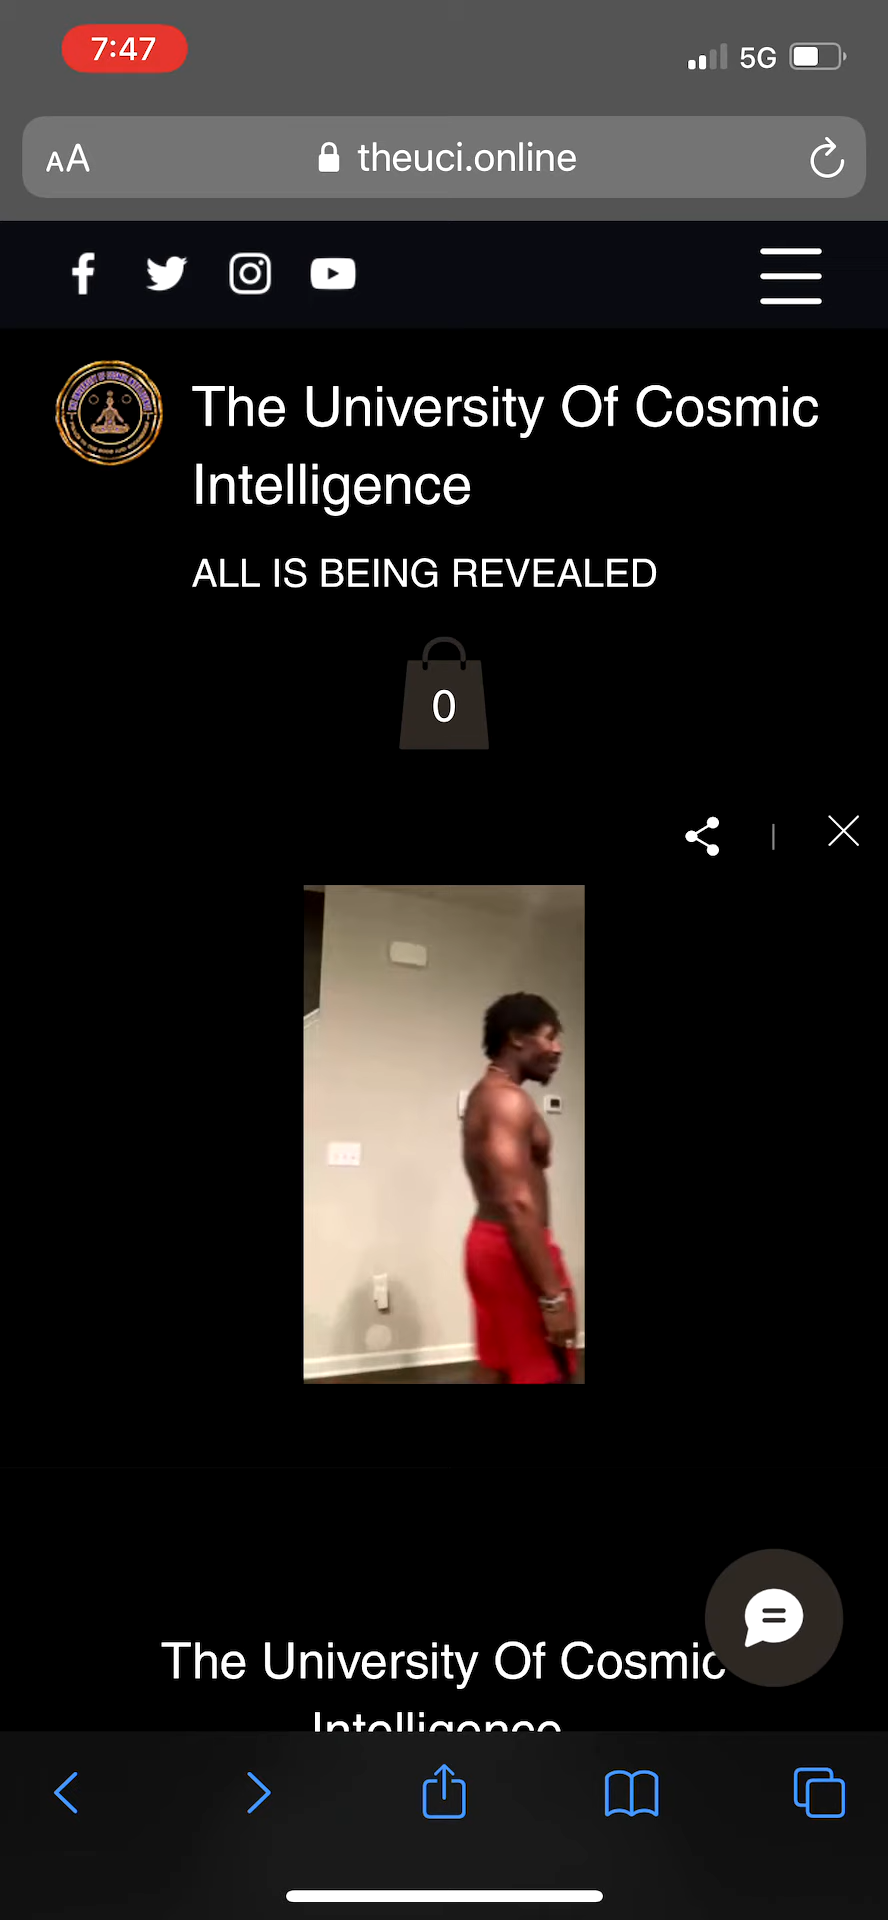 7:47
5G
AA
theuci.online
The University Of Cosmic
Intelligence
ALL IS BEING REVEALED
0
The University Of Cosmic
Intelligence